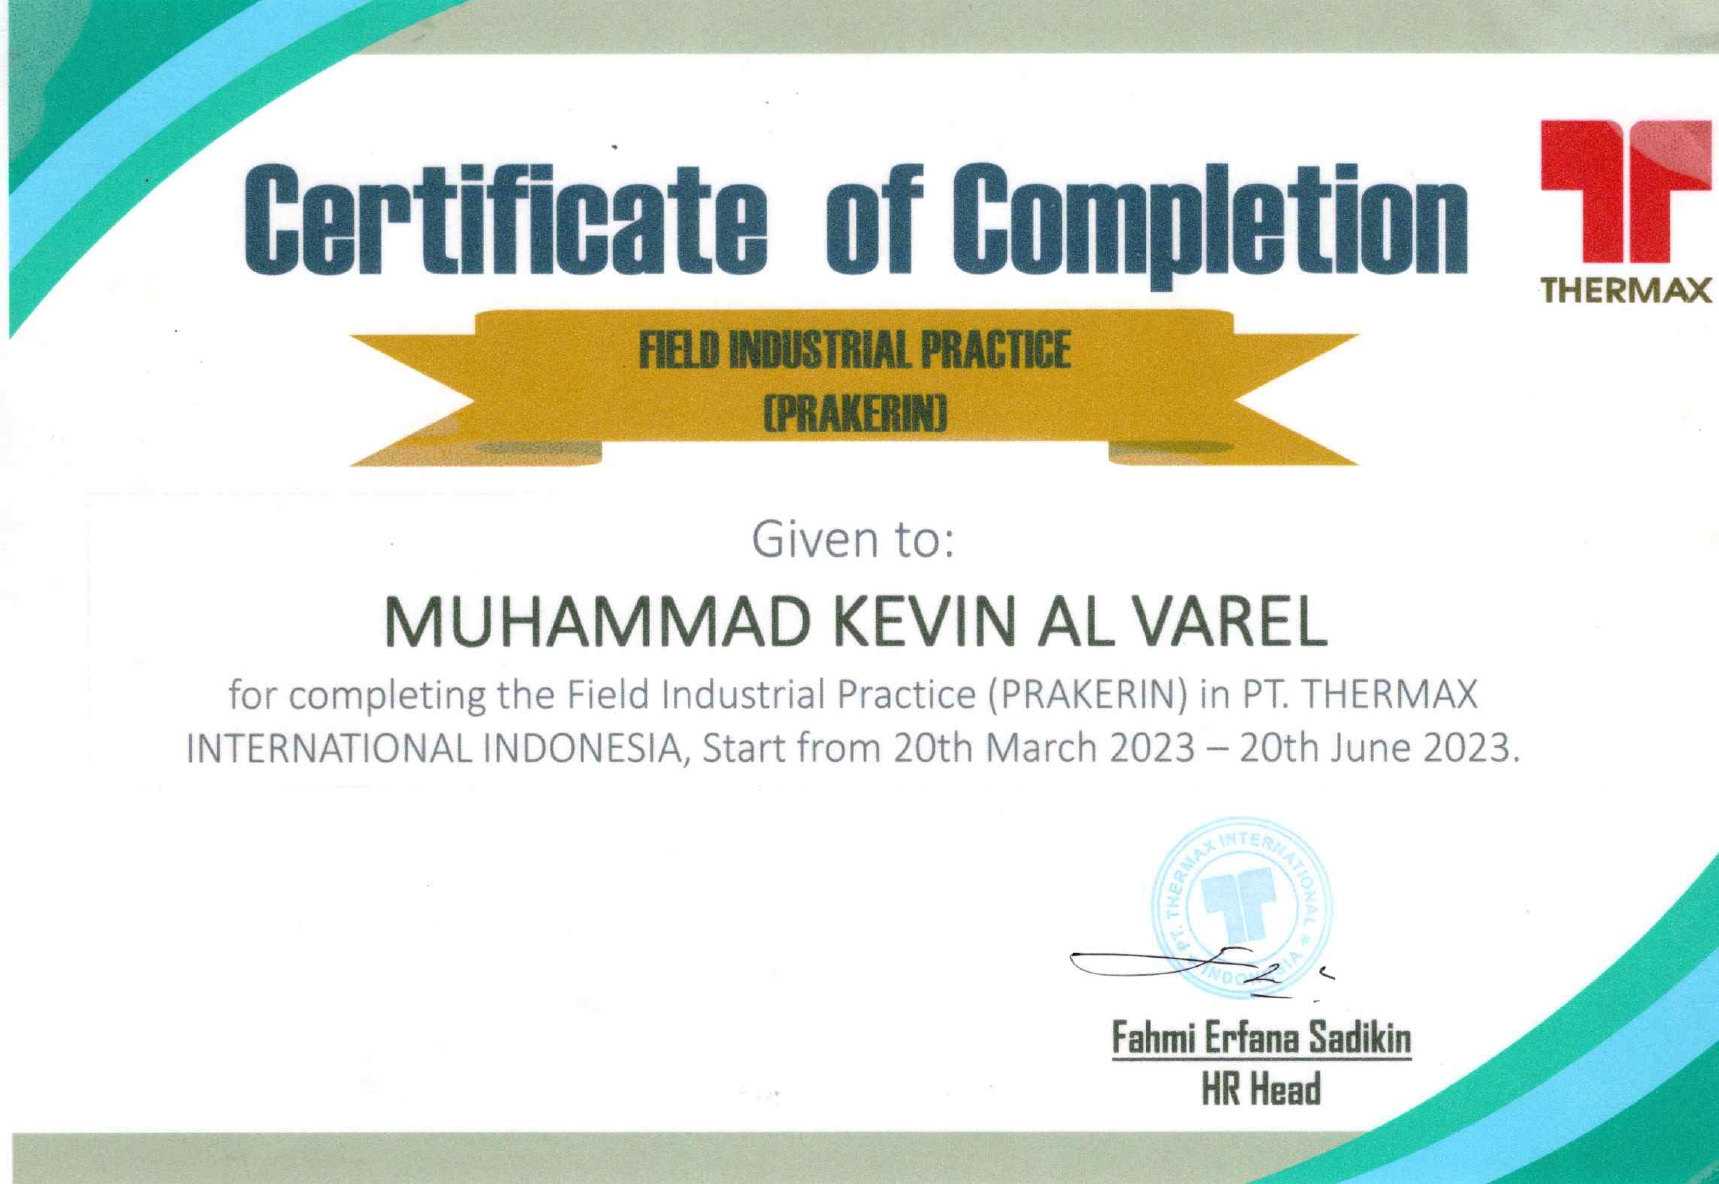 Certificate of Completion
THERMAX
FIELD INDUSTRIAL PRACTICE
(PRAKERIN)
Given to:
MUHAMMAD KEVIN AL VAREL
for completing the Field Industrial Practice (PRAKERIN) in PT. THERMAX
INTERNATIONAL INDONESIA, Start from 20th March 2023 – 20th June 2023.
PT. THERMAX INTERNATIONAL
INDONESIA
Fahmi Erfana Sadikin
HR Head